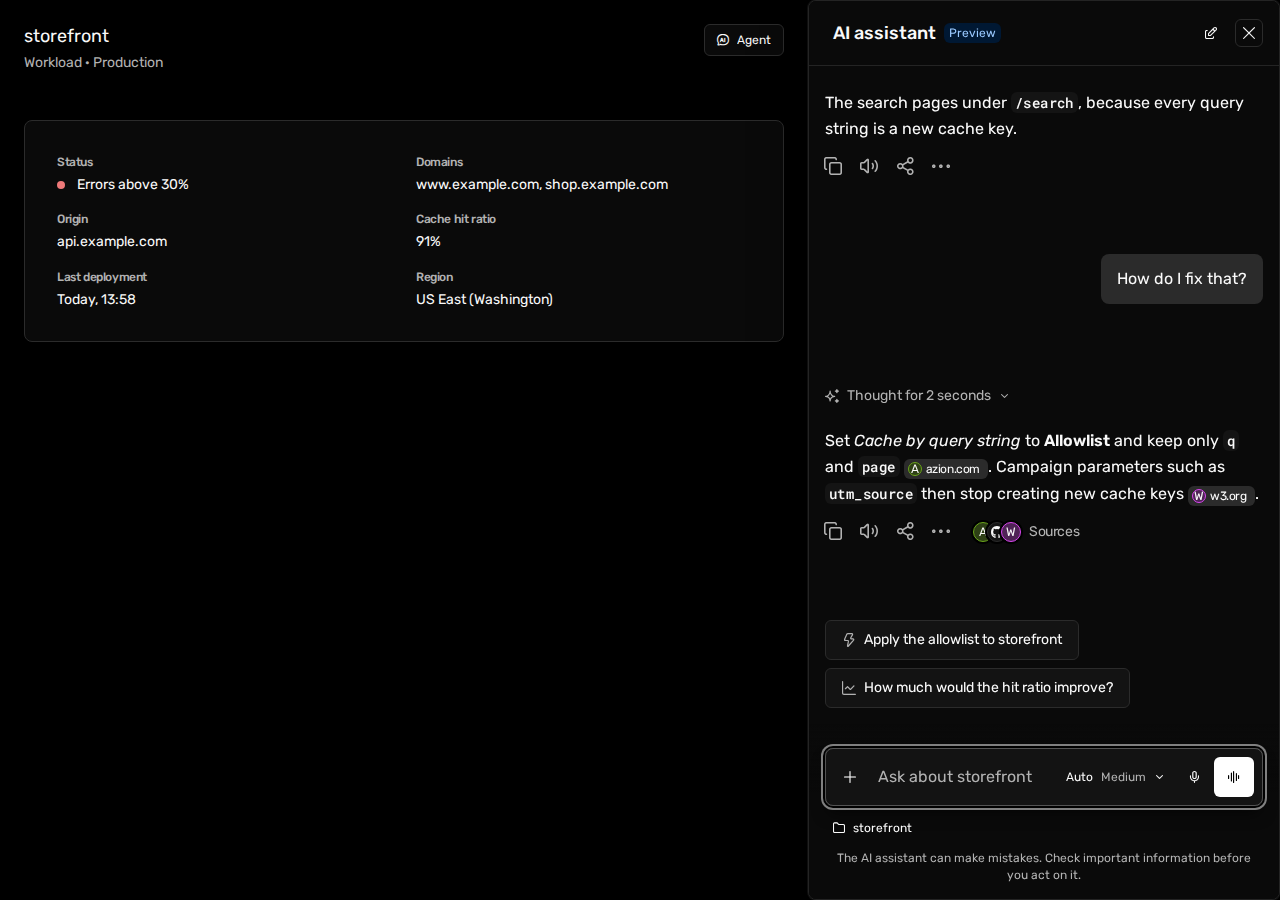 storefront
Workload • Production
Agent
Status
Errors above 30%
Domains
www.example.com, shop.example.com
Origin
api.example.com
Cache hit ratio
91%
Last deployment
Today, 13:58
Region
US East (Washington)
AI assistant
Preview
The search pages under /search, because every query
string is a new cache key.
How do I fix that?
Thought for 2 seconds
Set Cache by query string to Allowlist and keep only q
and page A azion.com. Campaign parameters such as
utm_source then stop creating new cache keys W w3.org.
A W Sources
Apply the allowlist to storefront
How much would the hit ratio improve?
Ask about storefront Auto Medium
storefront
The AI assistant can make mistakes. Check important information before
you act on it.